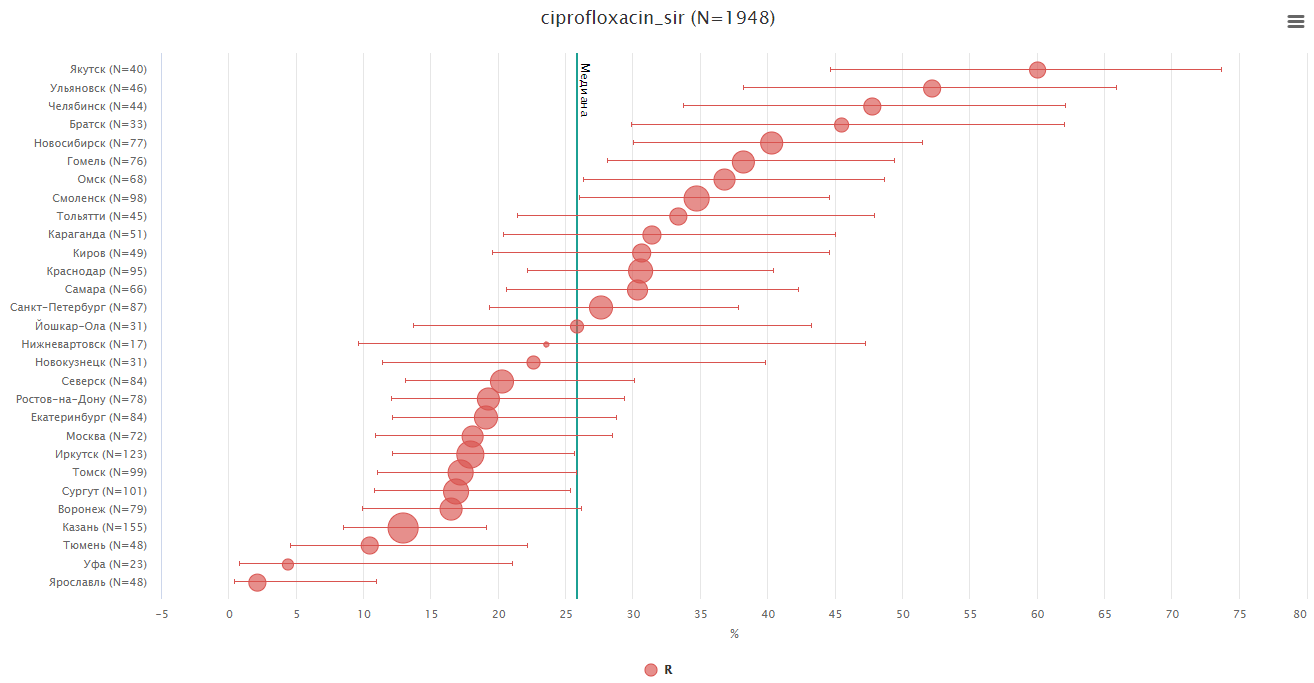 ciprofloxacin_sir (N=1948)
Медиана
Якутск (N=40)
Ульяновск (N=46)
Челябинск (N=44)
Братск (N=33)
Новосибирск (N=77)
Гомель (N=76)
Омск (N=68)
Смоленск (N=98)
Тольятти (N=45)
Караганда (N=51)
Киров (N=49)
Краснодар (N=95)
Самара (N=66)
Санкт-Петербург (N=87)
Йошкар-Ола (N=31)
Нижневартовск (N=17)
Новокузнецк (N=31)
Северск (N=84)
Ростов-на-Дону (N=78)
Екатеринбург (N=84)
Москва (N=72)
Иркутск (N=123)
Томск (N=99)
Сургут (N=101)
Воронеж (N=79)
Казань (N=155)
Тюмень (N=48)
Уфа (N=23)
Ярославль (N=48)
-5 0 5 10 15 20 25 30 35 40 45 50 55 60 65 70 75 80
%
R